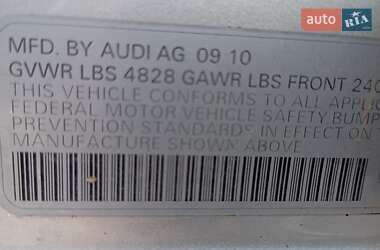 auto RIA.com
MFD. BY AUDI AG 09 10
GVWR LBS 4828 GAWR LBS FRONT 240
THIS VEHICLE CONFORMS TO ALL APPLIC
FEDERAL MOTOR VEHICLE SAFETY BUMP
STANDARDS IN EFFECT ON
MANUFACTURE SHOWN ABOVE